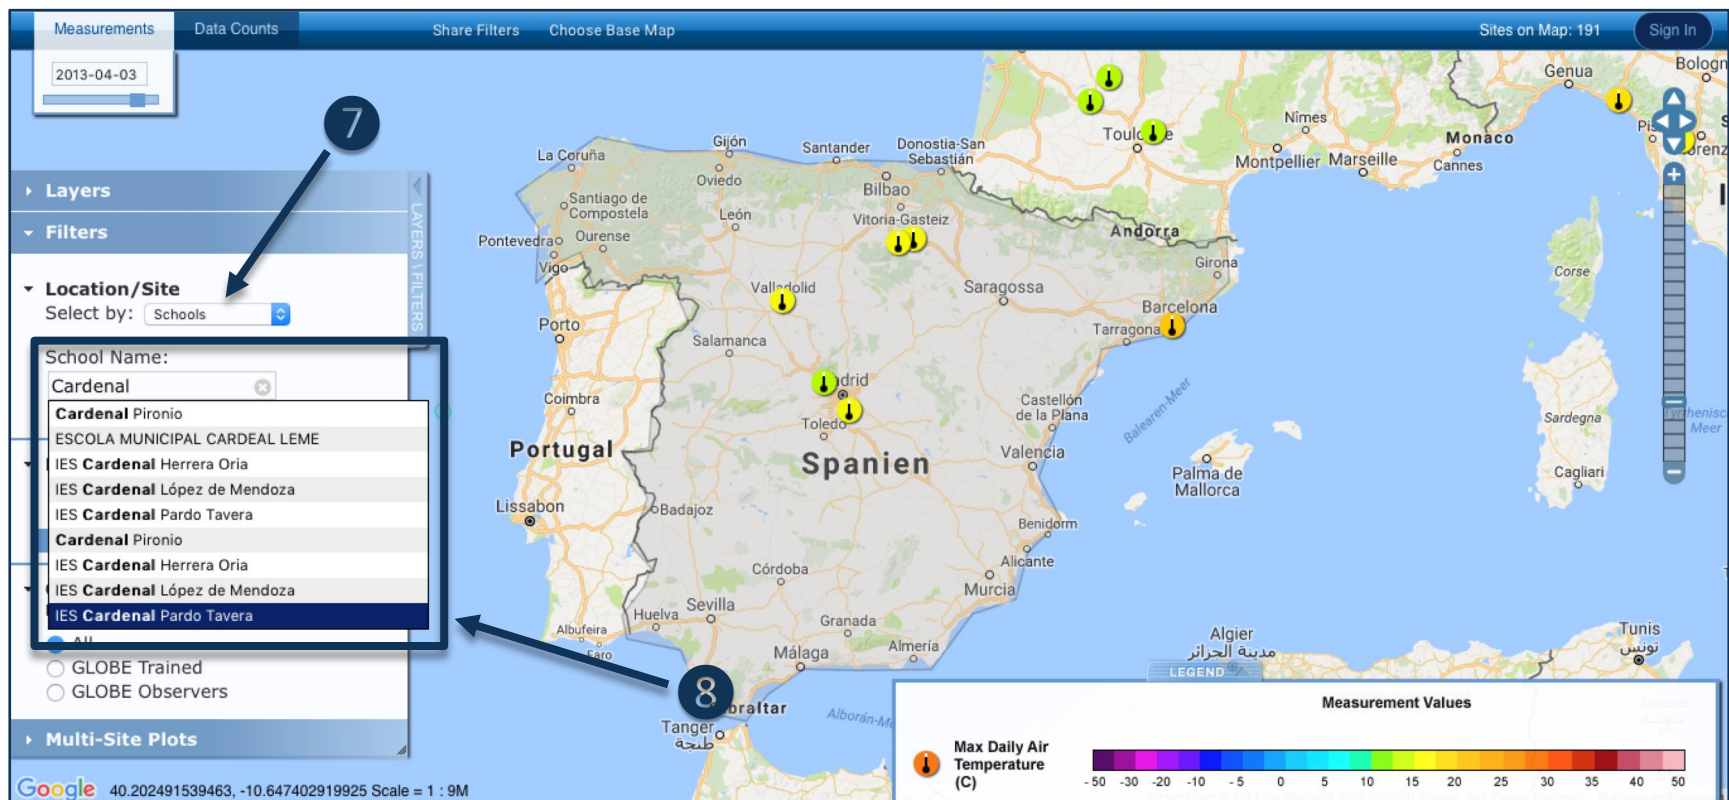 Measurements
Data Counts
Share Filters
Choose Base Map
Sites on Map: 191
Sign In
2013-04-03
7
Layers
Filters
LAYERS \ FILTERS
Location/Site
Select by: Schools
School Name:
Cardenal
Cardenal Pironio
ESCOLA MUNICIPAL CARDEAL LEME
IES Cardenal Herrera Oria
IES Cardenal López de Mendoza
IES Cardenal Pardo Tavera
Cardenal Pironio
IES Cardenal Herrera Oria
IES Cardenal López de Mendoza
IES Cardenal Pardo Tavera
All
GLOBE Trained
GLOBE Observers
Multi-Site Plots
8
Google 40.202491539463, -10.647402919925 Scale = 1 : 9M
Genua
Bologn
Nîmes
Monaco
Montpellier
Marseille
Cannes
La Coruña
Gijón
Santander
Donostia-San
Sebastián
Oviedo
Bilbao
Santiago de
Compostela
León
Vitoria-Gasteiz
Pontevedra
Ourense
Andorra
Vigo
Girona
Corse
Valladolid
Saragossa
Barcelona
Porto
Tarragona
Salamanca
Coimbra
Castellón
de la Plana
Balearen-Meer
Toledo
Sardegna
Meer
Portugal
Spanien
Valencia
Palma de
Mallorca
Cagliari
Lissabon
Badajoz
Benidorm
Alicante
Córdoba
Murcia
Huelva
Sevilla
Granada
Albufeira
Faro
Almería
Málaga
Algier
مدينة الجزائر
Tunis
تونس
Tanger
طنجة
LEGEND
Measurement Values
Max Daily Air
Temperature
(C)
-50 -30 -20 -10 -5 0 5 10 15 20 25 30 35 40 50